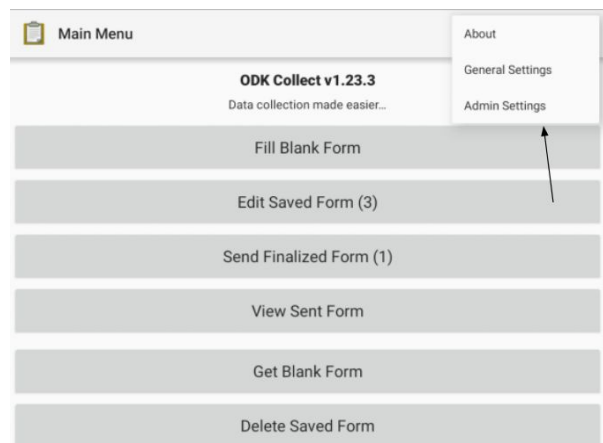 Main Menu
About
General Settings
Admin Settings
ODK Collect v1.23.3
Data collection made easier...
Fill Blank Form
Edit Saved Form (3)
Send Finalized Form (1)
View Sent Form
Get Blank Form
Delete Saved Form